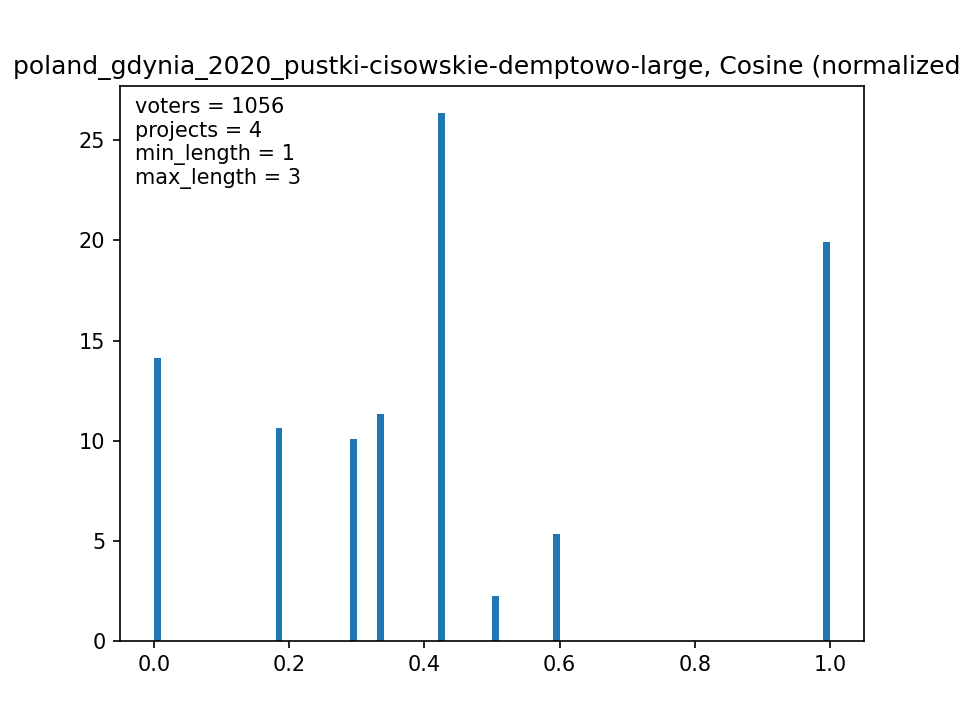 poland_gdynia_2020_pustki-cisowskie-demptowo-large, Cosine (normalized
voters = 1056
projects = 4
min_length = 1
max_length = 3
25
20
15
10
5
0
0.0 0.2 0.4 0.6 0.8 1.0